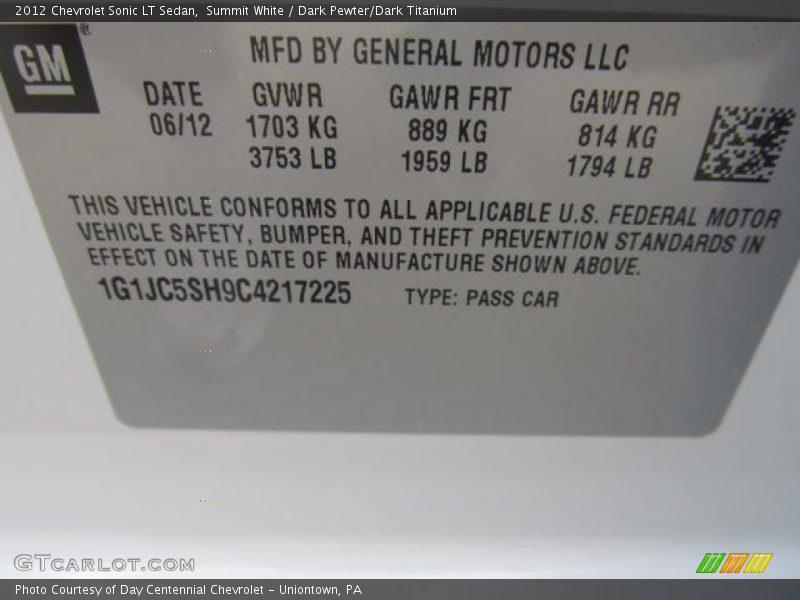 2012 Chevrolet Sonic LT Sedan,  Summit White / Dark Pewter/Dark Titanium
GM®
MFD BY GENERAL MOTORS LLC
DATE GVWR GAWR FRT GAWR RR
06/12 1703 KG 889 KG 814 KG
3753 LB 1959 LB 1794 LB
THIS VEHICLE CONFORMS TO ALL APPLICABLE U.S. FEDERAL MOTOR
VEHICLE SAFETY, BUMPER, AND THEFT PREVENTION STANDARDS IN
EFFECT ON THE DATE OF MANUFACTURE SHOWN ABOVE.
1G1JC5SH9C4217225 TYPE: PASS CAR
GTCARLOT.COM
Photo Courtesy of Day Centennial Chevrolet - Uniontown, PA